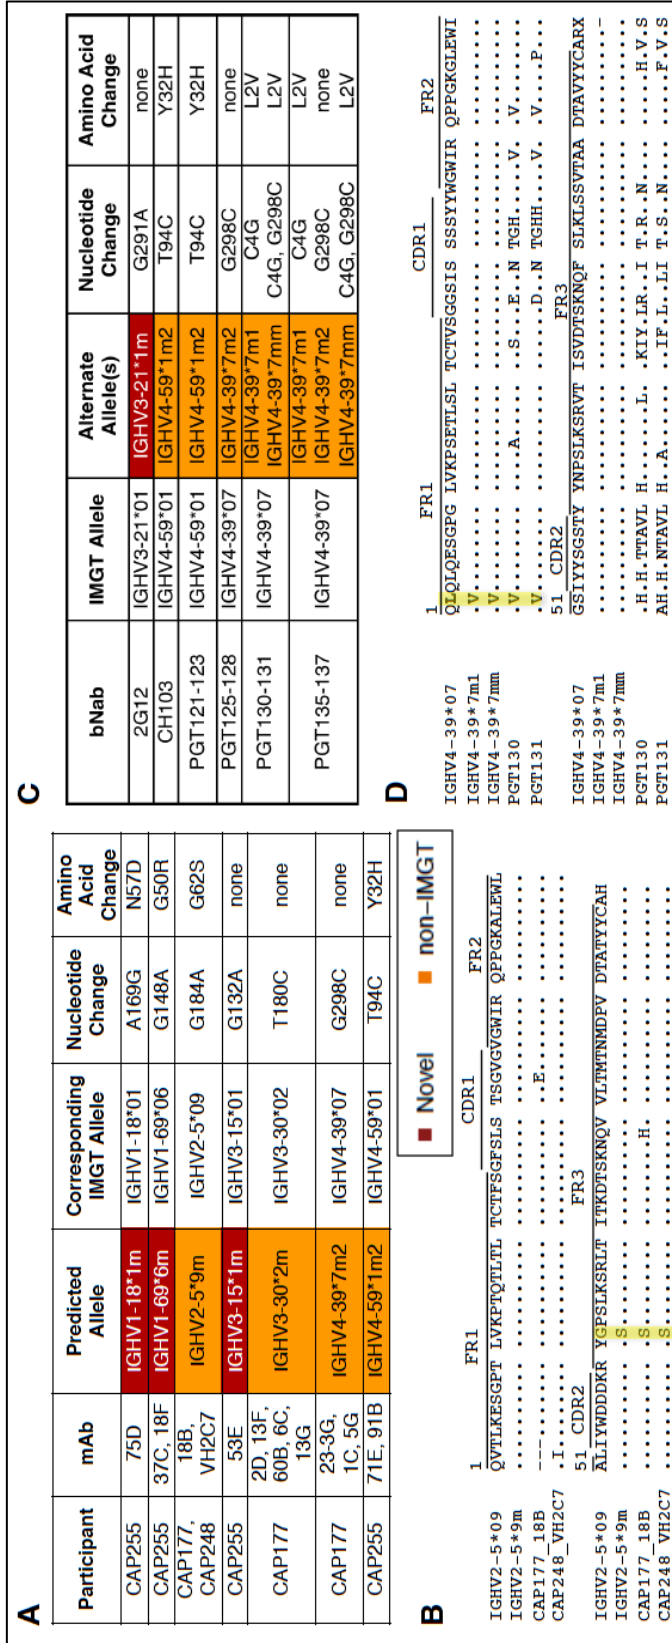 A
Participant mAb Predicted Allele Corresponding IMGT Allele Nucleotide Change Amino Acid Change
CAP255 75D IGHV1-18*1m IGHV1-18*01 A169G N57D
CAP255 37C, 18F IGHV1-69*6m IGHV1-69*06 G148A G50R
CAP177, CAP248 18B, VH2C7 IGHV2-5*9m IGHV2-5*09 G184A G62S
CAP255 53E IGHV3-15*1m IGHV3-15*01 G132A none
CAP177 2D, 13F, 60B, 6C, 13G IGHV3-30*2m IGHV3-30*02 T180C none
CAP177 23-3G, 1C, 5G IGHV4-39*7m2 IGHV4-39*07 G298C none
CAP255 71E, 91B IGHV4-59*1m2 IGHV4-59*01 T94C Y32H
Novel non–IMGT
B
1 FR1 CDR1 FR2
IGHV2-5*09 QVTLKESGPT LVKPTQTLTL TCTFSGFSLS TSGVGVGWIR QPPGKALEWL
IGHV2-5*9m .......... .......... .......... .......... ..........
CAP177_18B ---....... .......... .......... ..E....... ..........
CAP248_VH2C7 .I........ .......... .......... .......... ..........
51 CDR2 FR3
IGHV2-5*09 ALIYWDDDKR YGPSLKSRLT ITKDTSKNQV VLTMTNMDPV DTATYYCAH
IGHV2-5*9m .......... .S........ .......... .......... .........
CAP177_18B .......... .S........ ........H. .......... .........
CAP248_VH2C7 .......... .S........ .......... .......... .........
C
bNab IMGT Allele Alternate Allele(s) Nucleotide Change Amino Acid Change
2G12 IGHV3-21*01 IGHV3-21*1m G291A none
CH103 IGHV4-59*01 IGHV4-59*1m2 T94C Y32H
PGT121-123 IGHV4-59*01 IGHV4-59*1m2 T94C Y32H
PGT125-128 IGHV4-39*07 IGHV4-39*7m2 G298C none
PGT130-131 IGHV4-39*07 IGHV4-39*7m1 C4G L2V
IGHV4-39*7mm C4G, G298C L2V
PGT135-137 IGHV4-39*07 IGHV4-39*7m1 C4G L2V
IGHV4-39*7m2 G298C none
IGHV4-39*7mm C4G, G298C L2V
D
1 FR1 CDR1 FR2
IGHV4-39*07 QLQLQESGPG LVKPSETLSL TCTVSGGSIS SSSYYWGWIR QPPGKGLEWI
IGHV4-39*7m1 .V........ .......... .......... .......... ..........
IGHV4-39*7mm .V........ .......... .......... .......... ..........
PGT130 .V........ ....A..... ..S...E..N TGH.....V. .V........
PGT131 .V........ .......... ......D..N TGHH....V. .V....P...
51 CDR2 FR3
IGHV4-39*07 GSIYYSGSTY YNPSLKSRVT ISVDTSKNQF SLKLSSVTAA DTAVYYCARX
IGHV4-39*7m1 .......... .......... .......... .......... .........-
IGHV4-39*7mm .......... .......... .......... .......... ..........
PGT130 .H.H.TTAVL H.......L. .KIY.LR..I T.R..N.... .....H.V.S
PGT131 AH.H.NTAVL H..A...... ..IF.L..LI T.S..N.... .....F.V.S